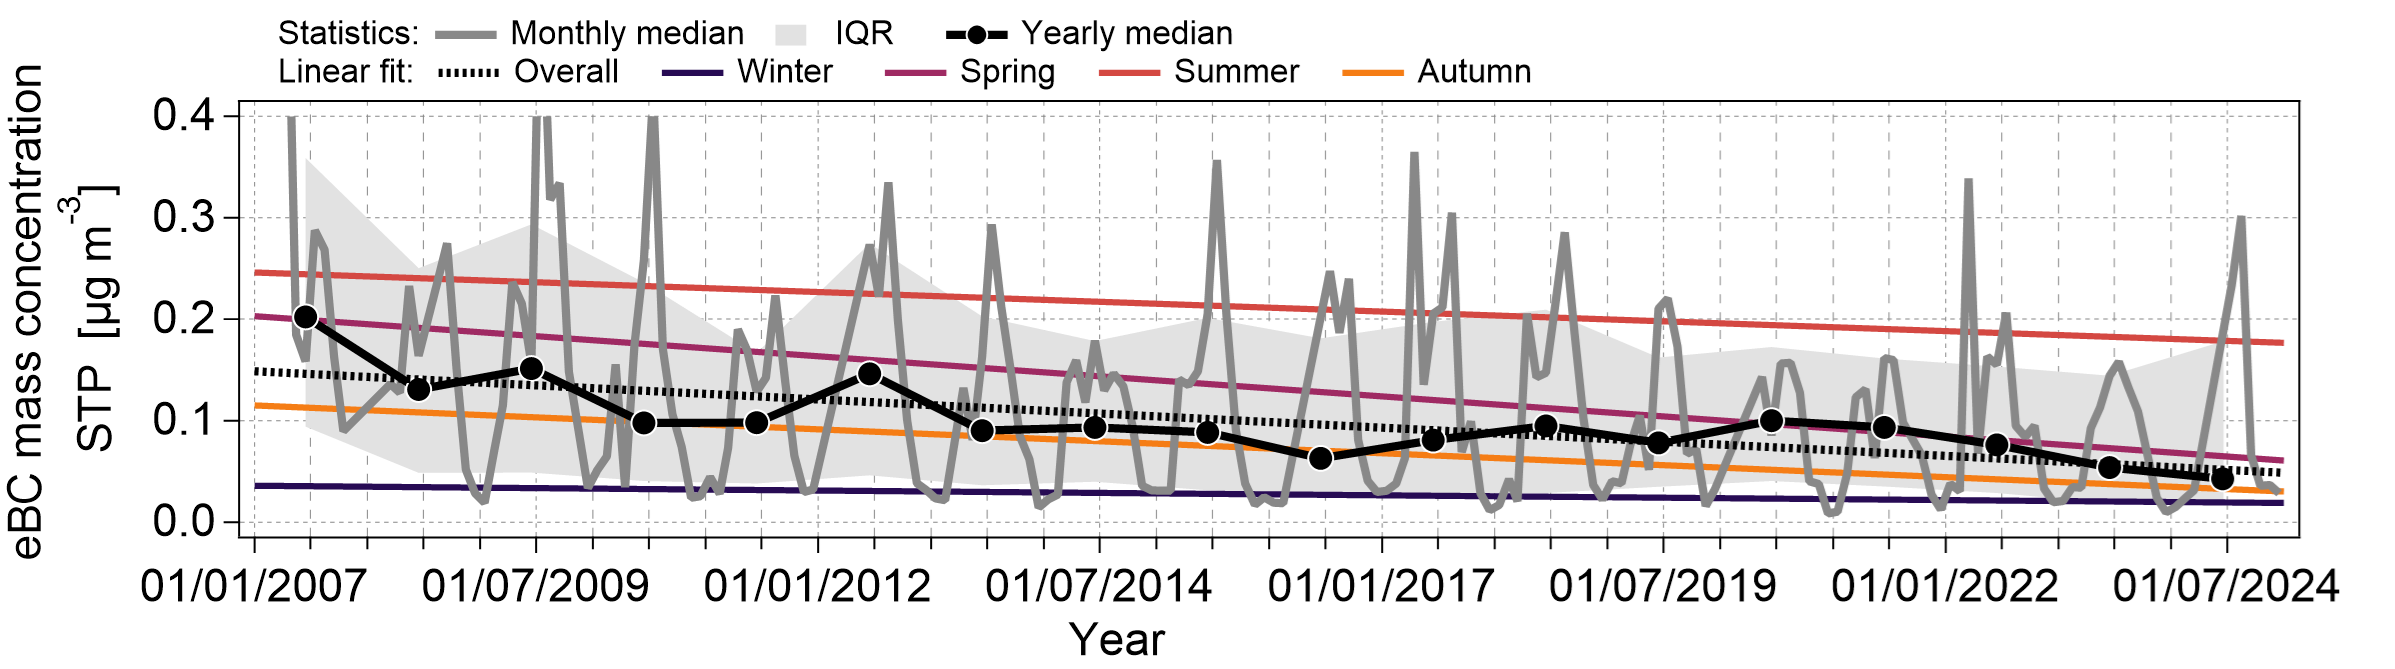 Statistics: Monthly median IQR Yearly median
Linear fit: Overall Winter Spring Summer Autumn
eBC mass concentration
STP [µg m-3]
0.4
0.3
0.2
0.1
0.0
01/01/2007 01/07/2009 01/01/2012 01/07/2014 01/01/2017 01/07/2019 01/01/2022 01/07/2024
Year